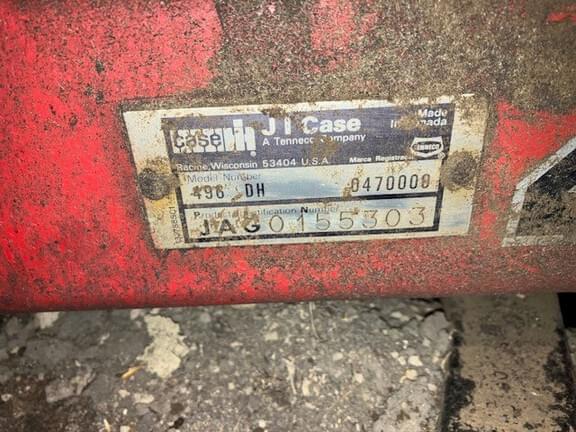 case IH J I Case Made
A Tenneco Company In Canada
TENNECO
Racine, Wisconsin 53404 U.S.A. Marca Registrada
Model Number
496 DH 0470008
Product Identification Number
JAG0155303